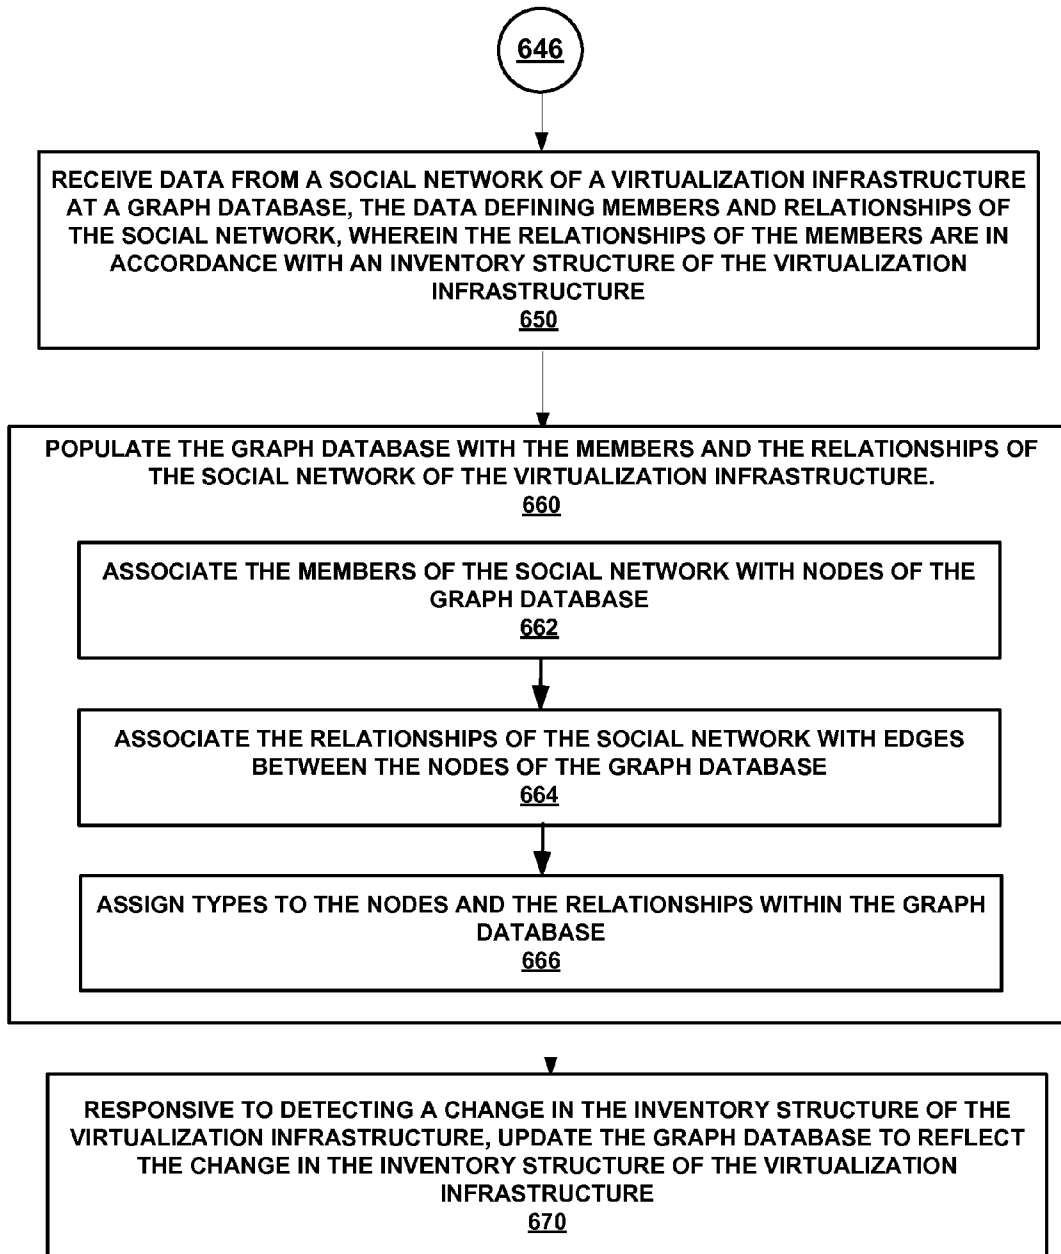 646
RECEIVE DATA FROM A SOCIAL NETWORK OF A VIRTUALIZATION INFRASTRUCTURE
AT A GRAPH DATABASE, THE DATA DEFINING MEMBERS AND RELATIONSHIPS OF
THE SOCIAL NETWORK, WHEREIN THE RELATIONSHIPS OF THE MEMBERS ARE IN
ACCORDANCE WITH AN INVENTORY STRUCTURE OF THE VIRTUALIZATION
INFRASTRUCTURE
650
POPULATE THE GRAPH DATABASE WITH THE MEMBERS AND THE RELATIONSHIPS OF
THE SOCIAL NETWORK OF THE VIRTUALIZATION INFRASTRUCTURE.
660
ASSOCIATE THE MEMBERS OF THE SOCIAL NETWORK WITH NODES OF THE
GRAPH DATABASE
662
ASSOCIATE THE RELATIONSHIPS OF THE SOCIAL NETWORK WITH EDGES
BETWEEN THE NODES OF THE GRAPH DATABASE
664
ASSIGN TYPES TO THE NODES AND THE RELATIONSHIPS WITHIN THE GRAPH
DATABASE
666
RESPONSIVE TO DETECTING A CHANGE IN THE INVENTORY STRUCTURE OF THE
VIRTUALIZATION INFRASTRUCTURE, UPDATE THE GRAPH DATABASE TO REFLECT
THE CHANGE IN THE INVENTORY STRUCTURE OF THE VIRTUALIZATION
INFRASTRUCTURE
670